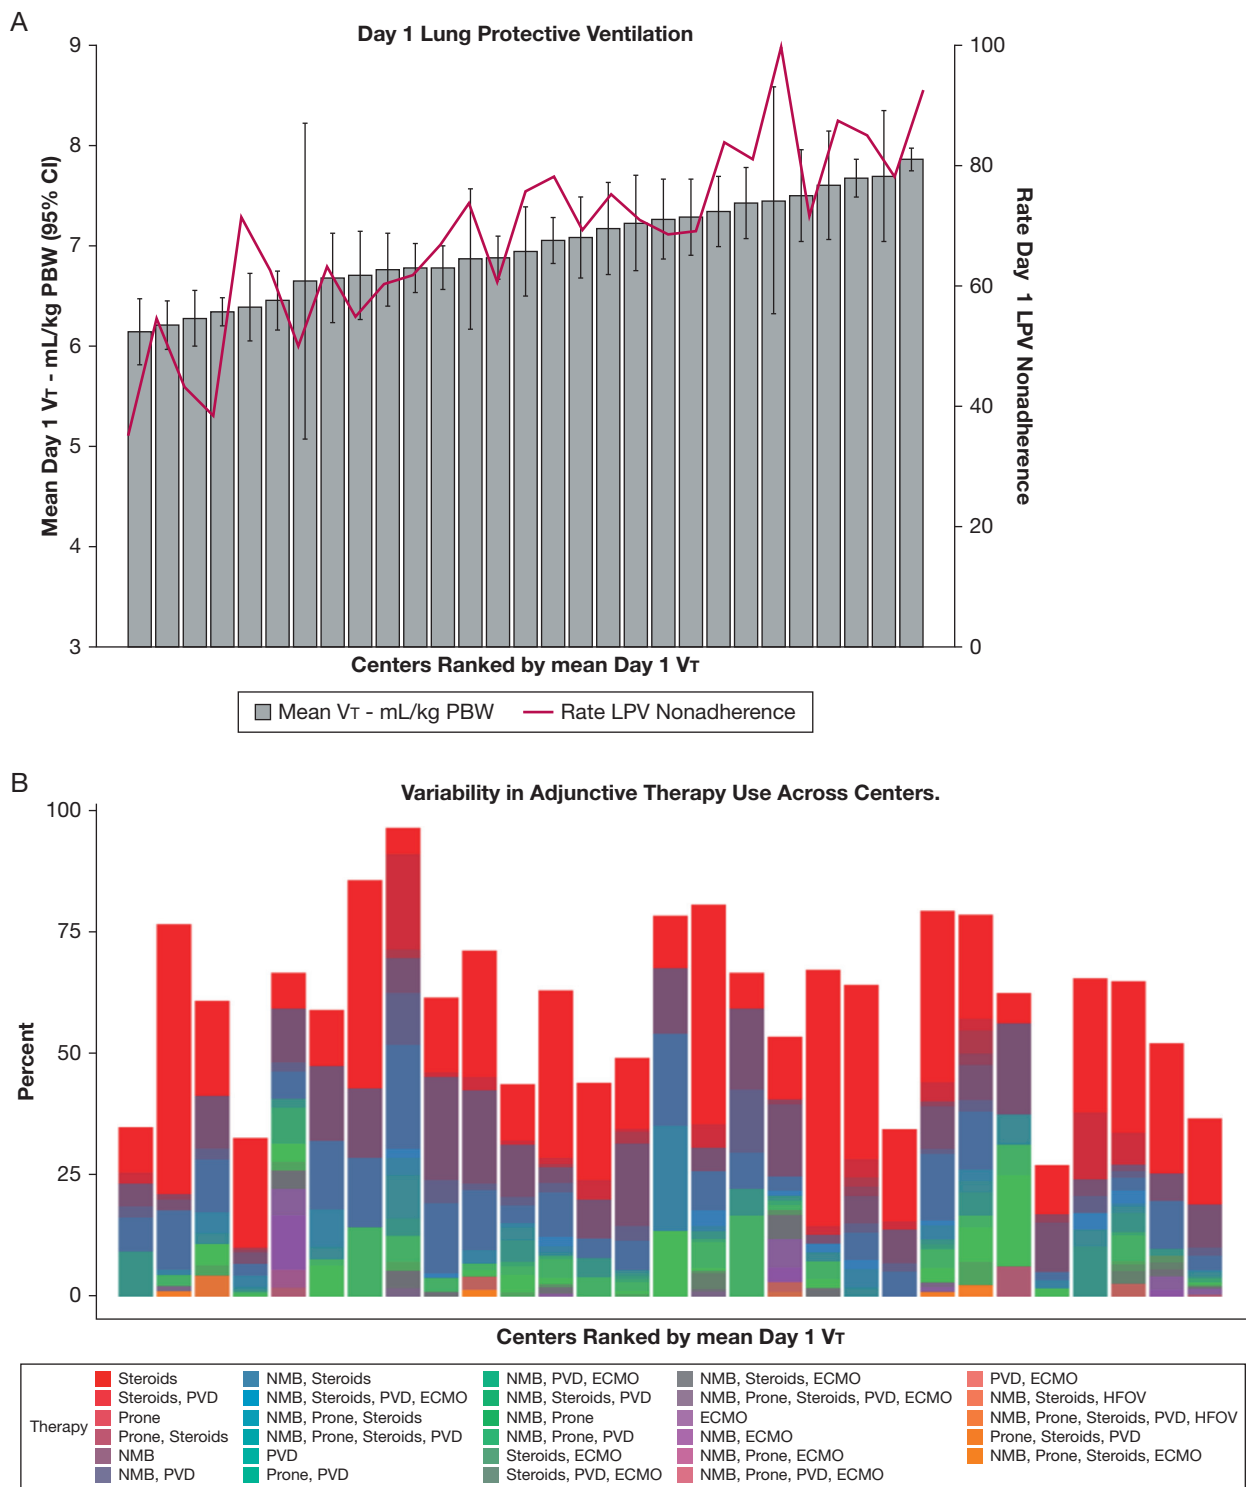 A
Day 1 Lung Protective Ventilation
9
8
7
6
5
4
3
Mean Day 1 VT - mL/kg PBW (95% CI)
100
80
60
40
20
0
Rate Day 1 LPV Nonadherence
Centers Ranked by mean Day 1 VT
Mean VT - mL/kg PBW
Rate LPV Nonadherence
B
Variability in Adjunctive Therapy Use Across Centers.
100
75
50
25
0
Percent
Centers Ranked by mean Day 1 VT
Therapy
Steroids
Steroids, PVD
Prone
Prone, Steroids
NMB
NMB, PVD
NMB, Steroids
NMB, Steroids, PVD, ECMO
NMB, Prone, Steroids
NMB, Prone, Steroids, PVD
PVD
Prone, PVD
NMB, PVD, ECMO
NMB, Steroids, PVD
NMB, Prone
NMB, Prone, PVD
Steroids, ECMO
Steroids, PVD, ECMO
NMB, Steroids, ECMO
NMB, Prone, Steroids, PVD, ECMO
ECMO
NMB, ECMO
NMB, Prone, ECMO
NMB, Prone, PVD, ECMO
PVD, ECMO
NMB, Steroids, HFOV
NMB, Prone, Steroids, PVD, HFOV
Prone, Steroids, PVD
NMB, Prone, Steroids, ECMO